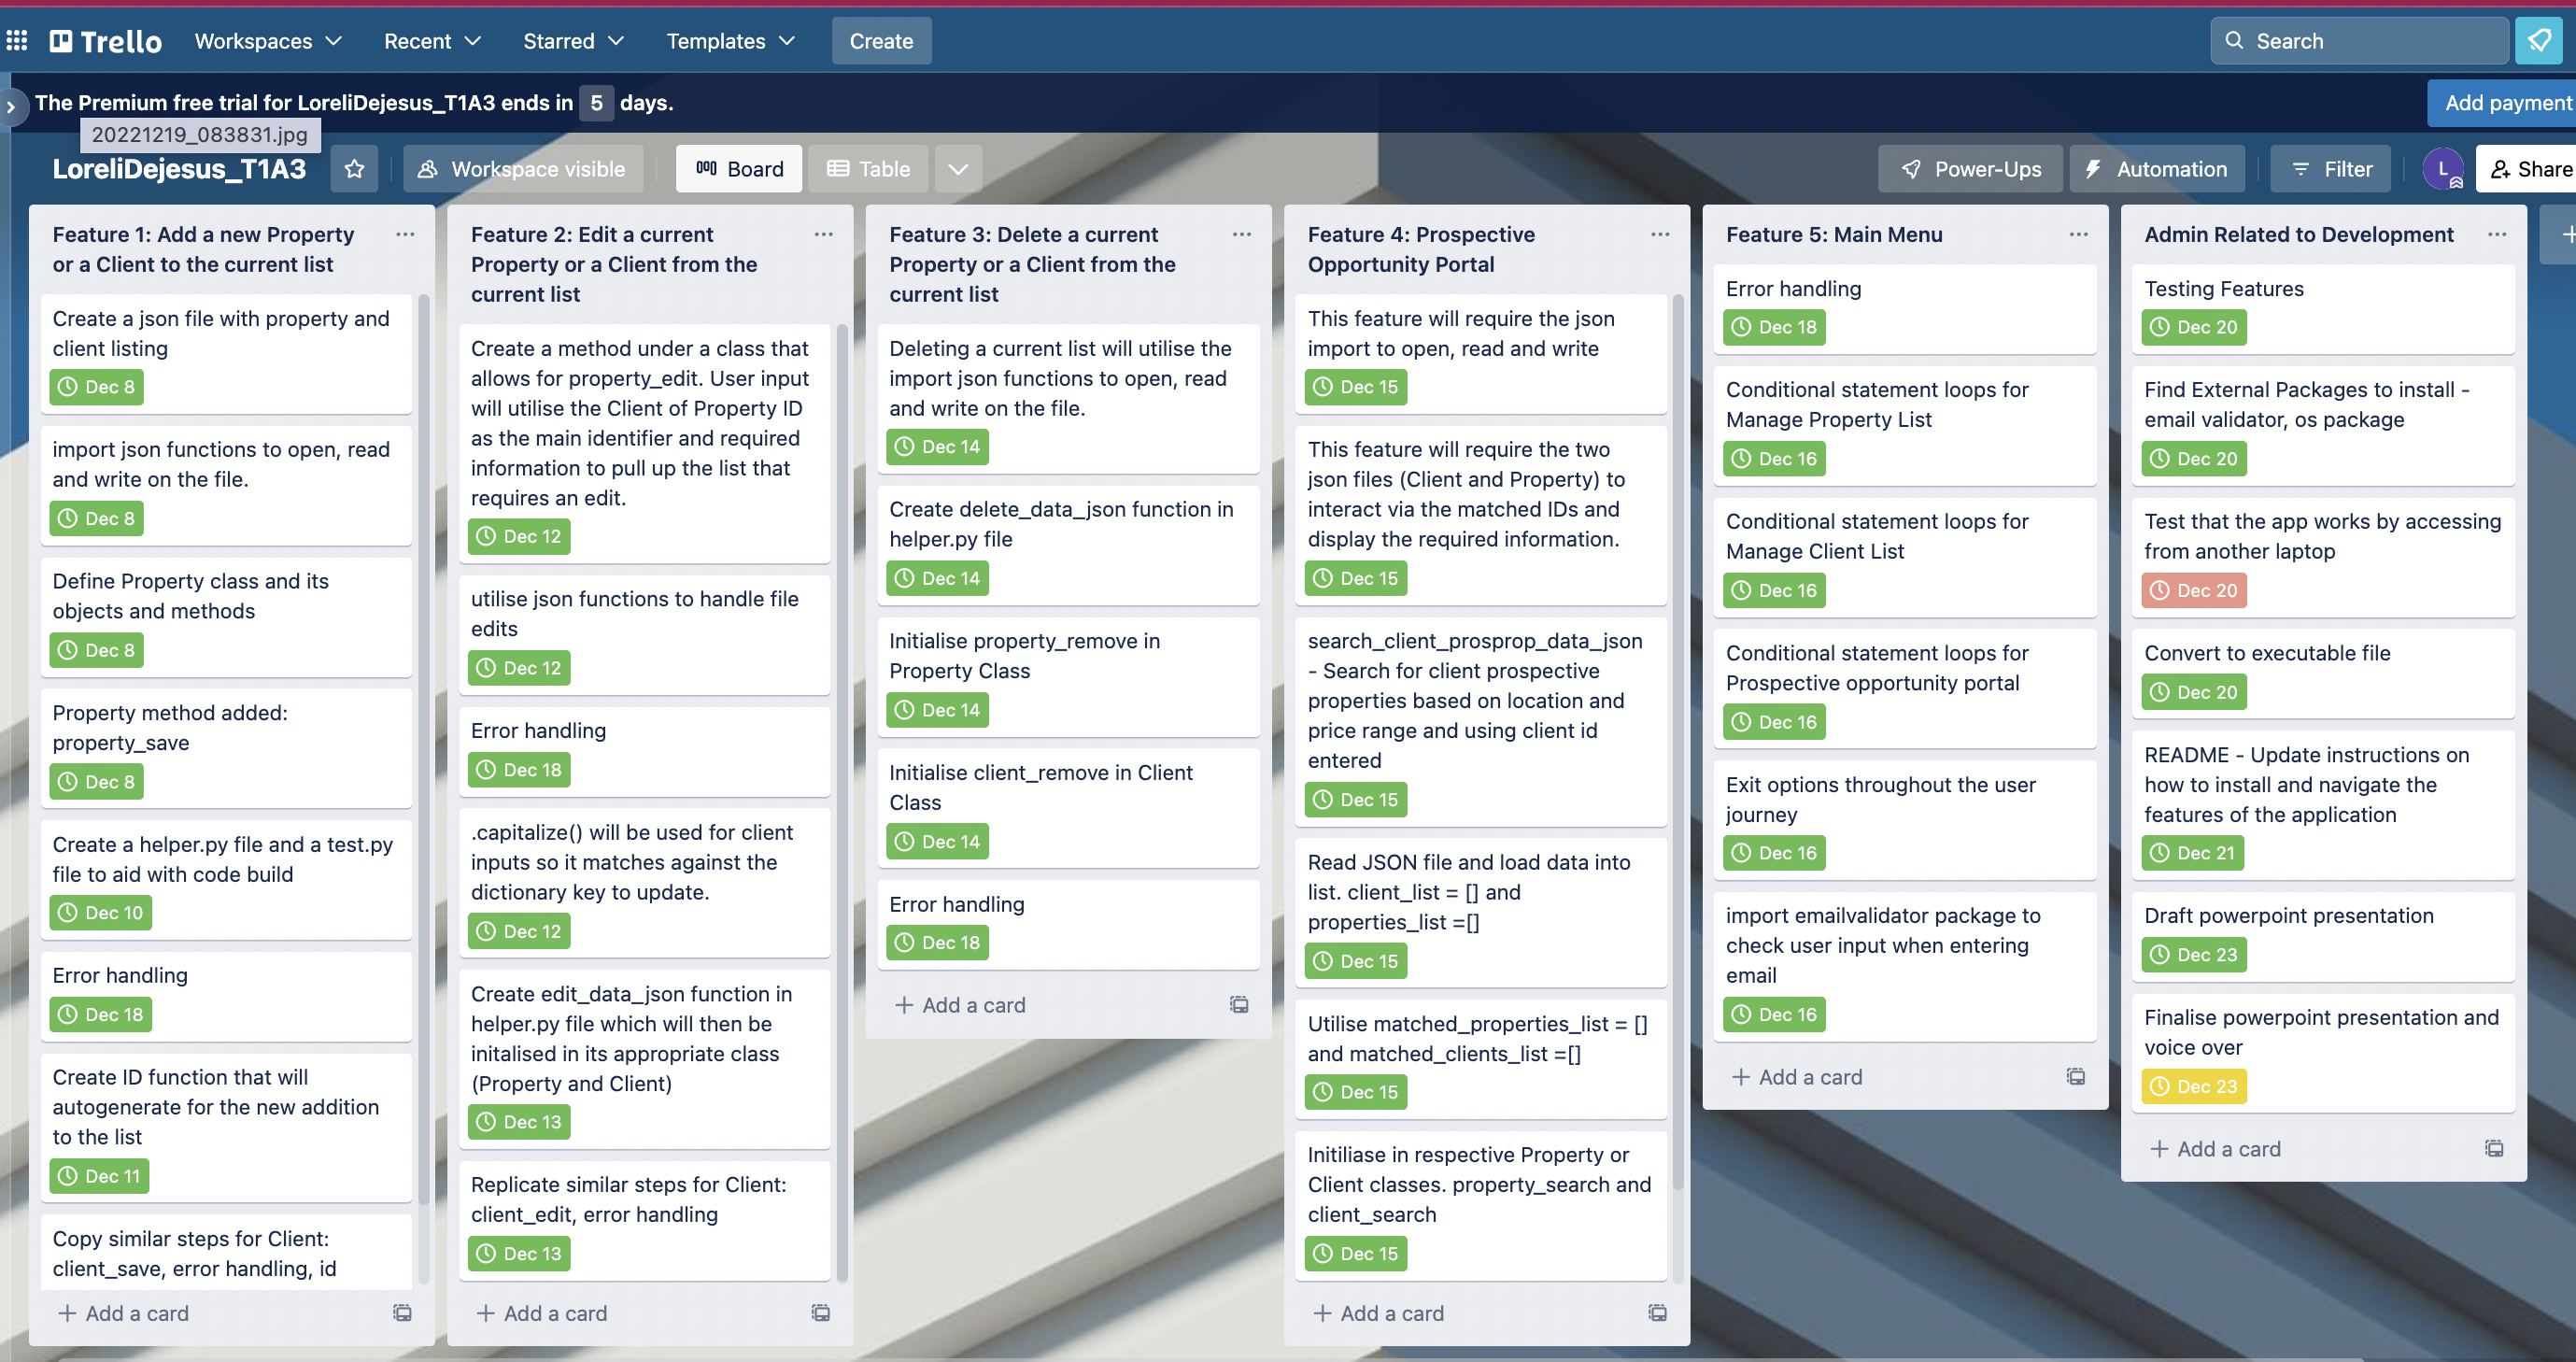 Trello
Workspaces
Recent
Starred
Templates
Create
Search
The Premium free trial for LoreliDejesus_T1A3 ends in 5 days.
Add payment
20221219_083831.jpg
LoreliDejesus_T1A3
Workspace visible
Board
Table
Power-Ups
Automation
Filter
L
Share
Feature 1: Add a new Property
or a Client to the current list
Create a json file with property and
client listing
Dec 8
import json functions to open, read
and write on the file.
Dec 8
Define Property class and its
objects and methods
Dec 8
Property method added:
property_save
Dec 8
Create a helper.py file and a test.py
file to aid with code build
Dec 10
Error handling
Dec 18
Create ID function that will
autogenerate for the new addition
to the list
Dec 11
Copy similar steps for Client:
client_save, error handling, id
+ Add a card
Feature 2: Edit a current
Property or a Client from the
current list
Create a method under a class that
allows for property_edit. User input
will utilise the Client of Property ID
as the main identifier and required
information to pull up the list that
requires an edit.
Dec 12
utilise json functions to handle file
edits
Dec 12
Error handling
Dec 18
.capitalize() will be used for client
inputs so it matches against the
dictionary key to update.
Dec 12
Create edit_data_json function in
helper.py file which will then be
initalised in its appropriate class
(Property and Client)
Dec 13
Replicate similar steps for Client:
client_edit, error handling
Dec 13
+ Add a card
Feature 3: Delete a current
Property or a Client from the
current list
Deleting a current list will utilise the
import json functions to open, read
and write on the file.
Dec 14
Create delete_data_json function in
helper.py file
Dec 14
Initialise property_remove in
Property Class
Dec 14
Initialise client_remove in Client
Class
Dec 14
Error handling
Dec 18
+ Add a card
Feature 4: Prospective
Opportunity Portal
This feature will require the json
import to open, read and write
Dec 15
This feature will require the two
json files (Client and Property) to
interact via the matched IDs and
display the required information.
Dec 15
search_client_prosprop_data_json
- Search for client prospective
properties based on location and
price range and using client id
entered
Dec 15
Read JSON file and load data into
list. client_list = [] and
properties_list =[]
Dec 15
Utilise matched_properties_list = []
and matched_clients_list =[]
Dec 15
Initiliase in respective Property or
Client classes. property_search and
client_search
Dec 15
+ Add a card
Feature 5: Main Menu
Error handling
Dec 18
Conditional statement loops for
Manage Property List
Dec 16
Conditional statement loops for
Manage Client List
Dec 16
Conditional statement loops for
Prospective opportunity portal
Dec 16
Exit options throughout the user
journey
Dec 16
import emailvalidator package to
check user input when entering
email
Dec 16
+ Add a card
Admin Related to Development
Testing Features
Dec 20
Find External Packages to install -
email validator, os package
Dec 20
Test that the app works by accessing
from another laptop
Dec 20
Convert to executable file
Dec 20
README - Update instructions on
how to install and navigate the
features of the application
Dec 21
Draft powerpoint presentation
Dec 23
Finalise powerpoint presentation and
voice over
Dec 23
+ Add a card